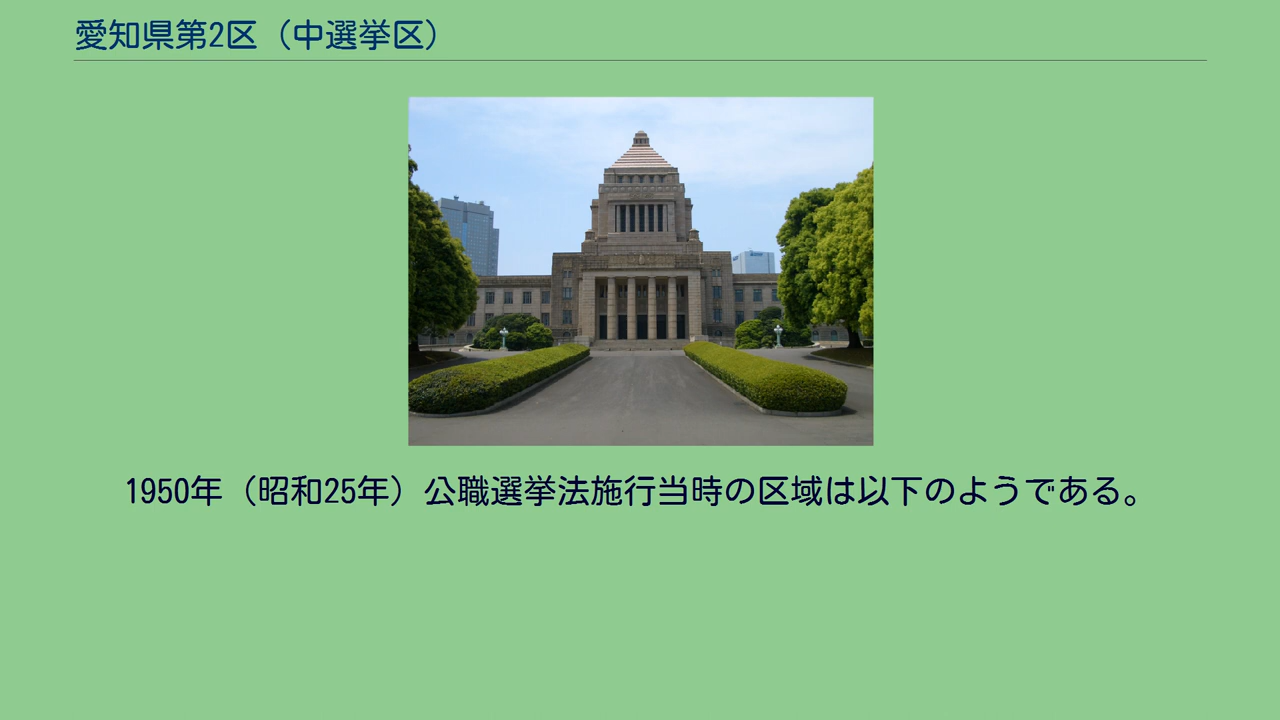 愛知県第2区（中選挙区）
1950年（昭和25年）公職選挙法施行当時の区域は以下のようである。